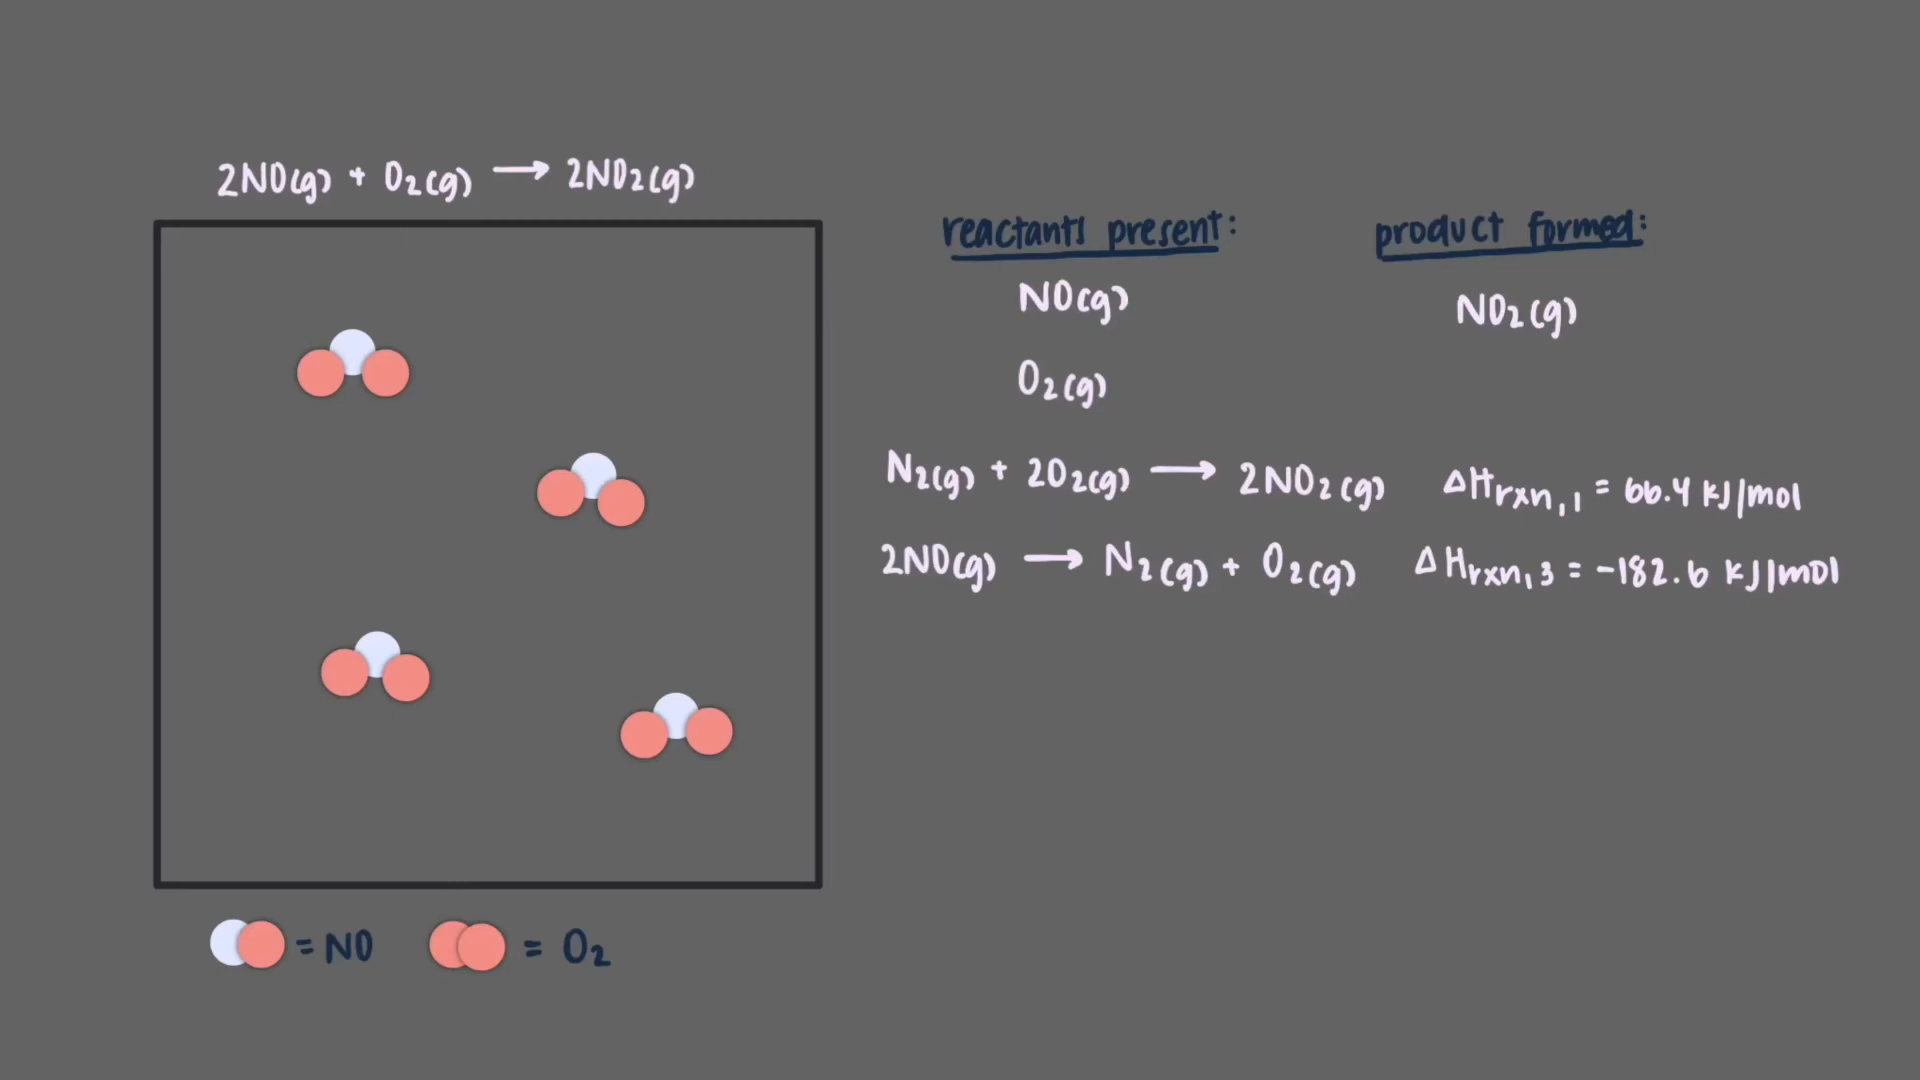 2NO(g) + O₂(g) → 2NO₂(g)
reactants present:
NO(g)
O₂(g)
product formed:
NO₂(g)
N₂(g) + 2O₂(g) → 2NO₂(g) ΔHrxn,1 = 66.4 kJ/mol
2NO(g) → N₂(g) + O₂(g) ΔHrxn,3 = -182.6 kJ/mol
= NO = O₂